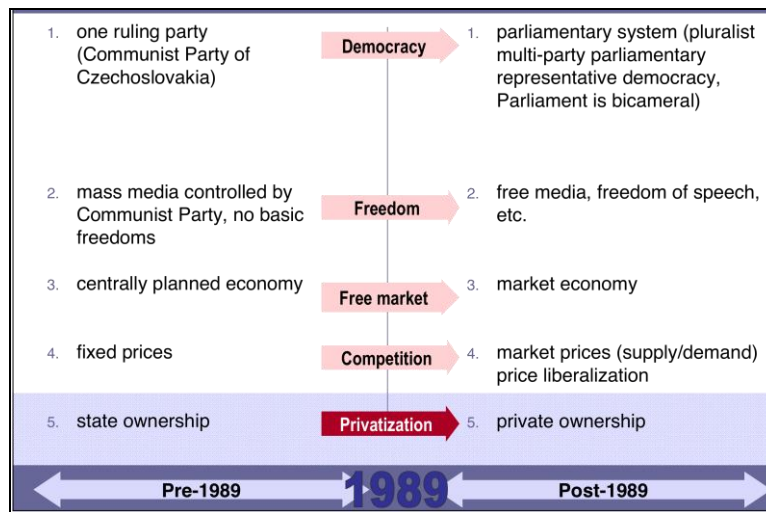 1. one ruling party
(Communist Party of
Czechoslovakia)
Democracy
1. parliamentary system (pluralist
multi-party parliamentary
representative democracy,
Parliament is bicameral)
2. mass media controlled by
Communist Party, no basic
freedoms
Freedom
2. free media, freedom of speech,
etc.
3. centrally planned economy
Free market
3. market economy
4. fixed prices
Competition
4. market prices (supply/demand)
price liberalization
5. state ownership
Privatization
5. private ownership
Pre-1989
1989
Post-1989